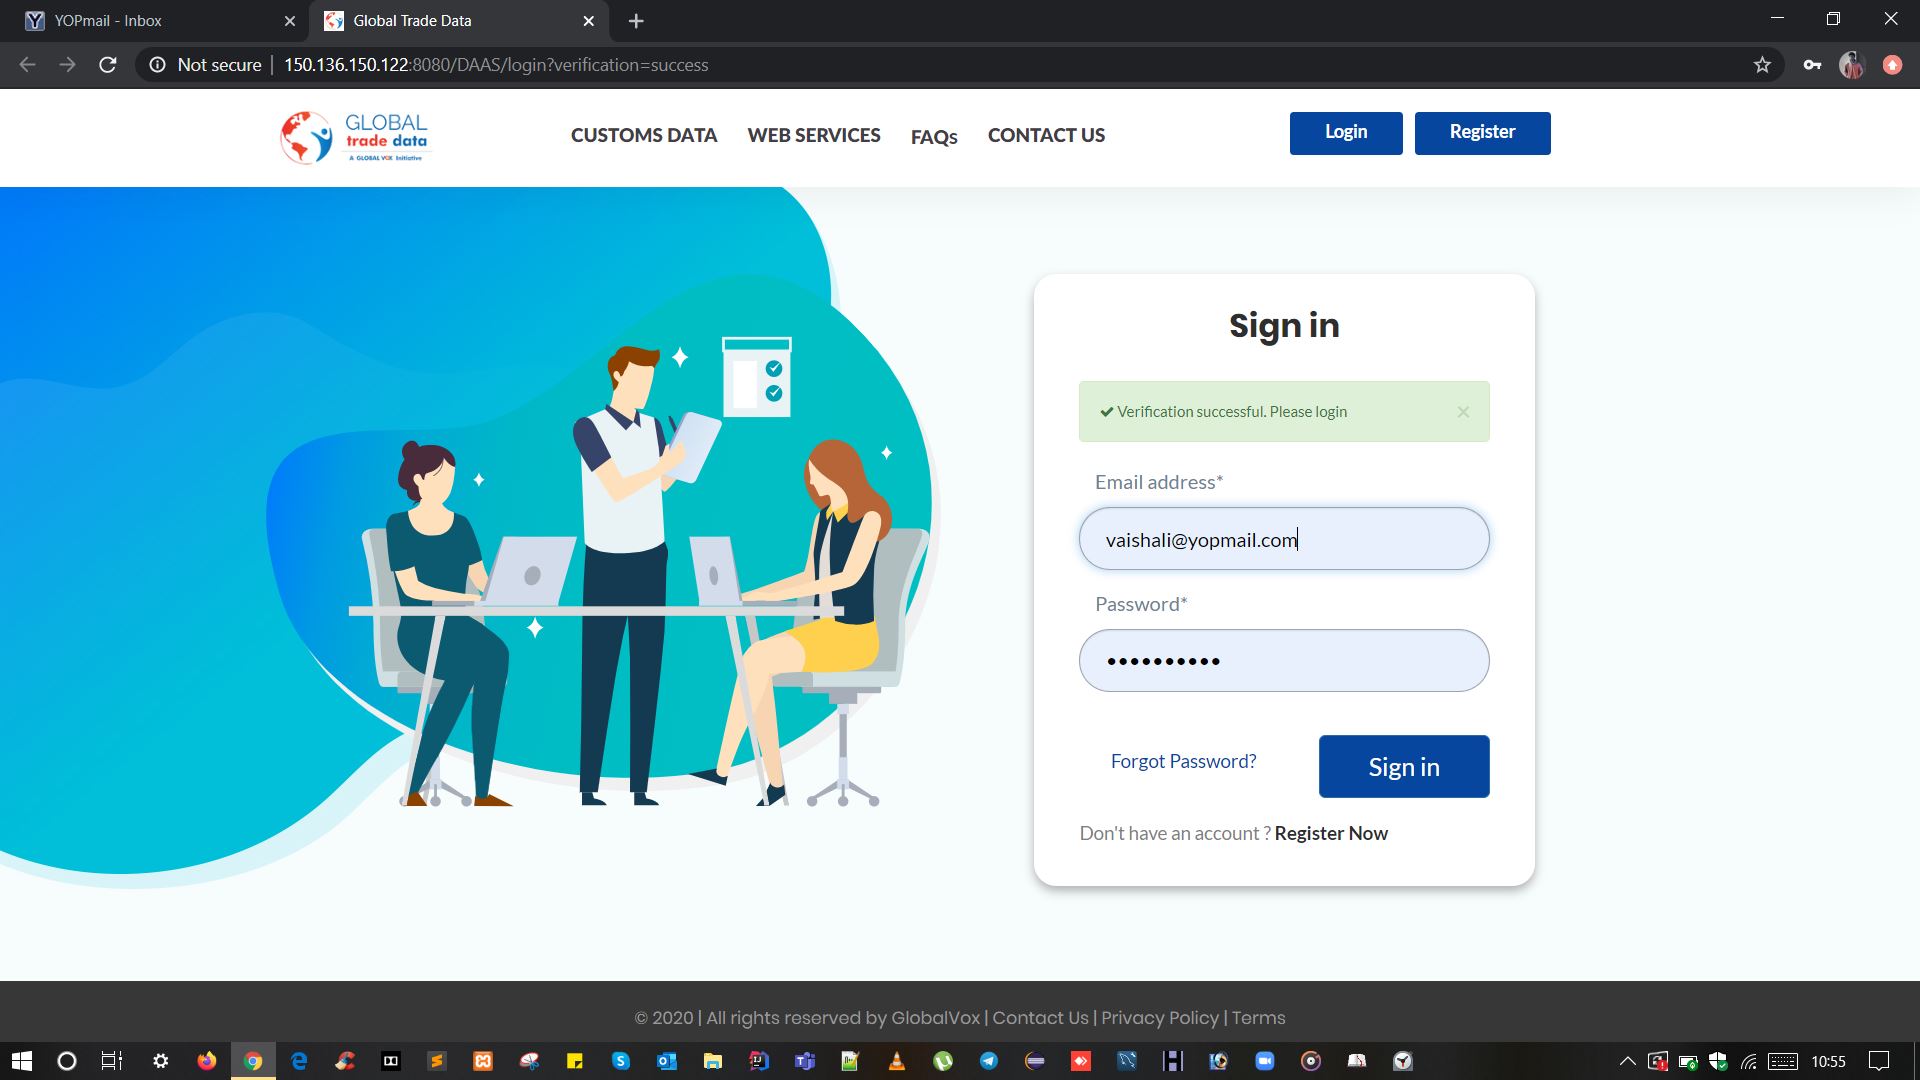 YOPmail - Inbox
Global Trade Data
Not secure | 150.136.150.122:8080/DAAS/login?verification=success
GLOBAL
trade data
A GLOBAL VOX Initiative
CUSTOMS DATA
WEB SERVICES
FAQs
CONTACT US
Login
Register
Sign in
Verification successful. Please login
Email address*
vaishali@yopmail.com
Password*
Forgot Password?
Sign in
Don't have an account ? Register Now
© 2020 | All rights reserved by GlobalVox | Contact Us | Privacy Policy | Terms
10:55